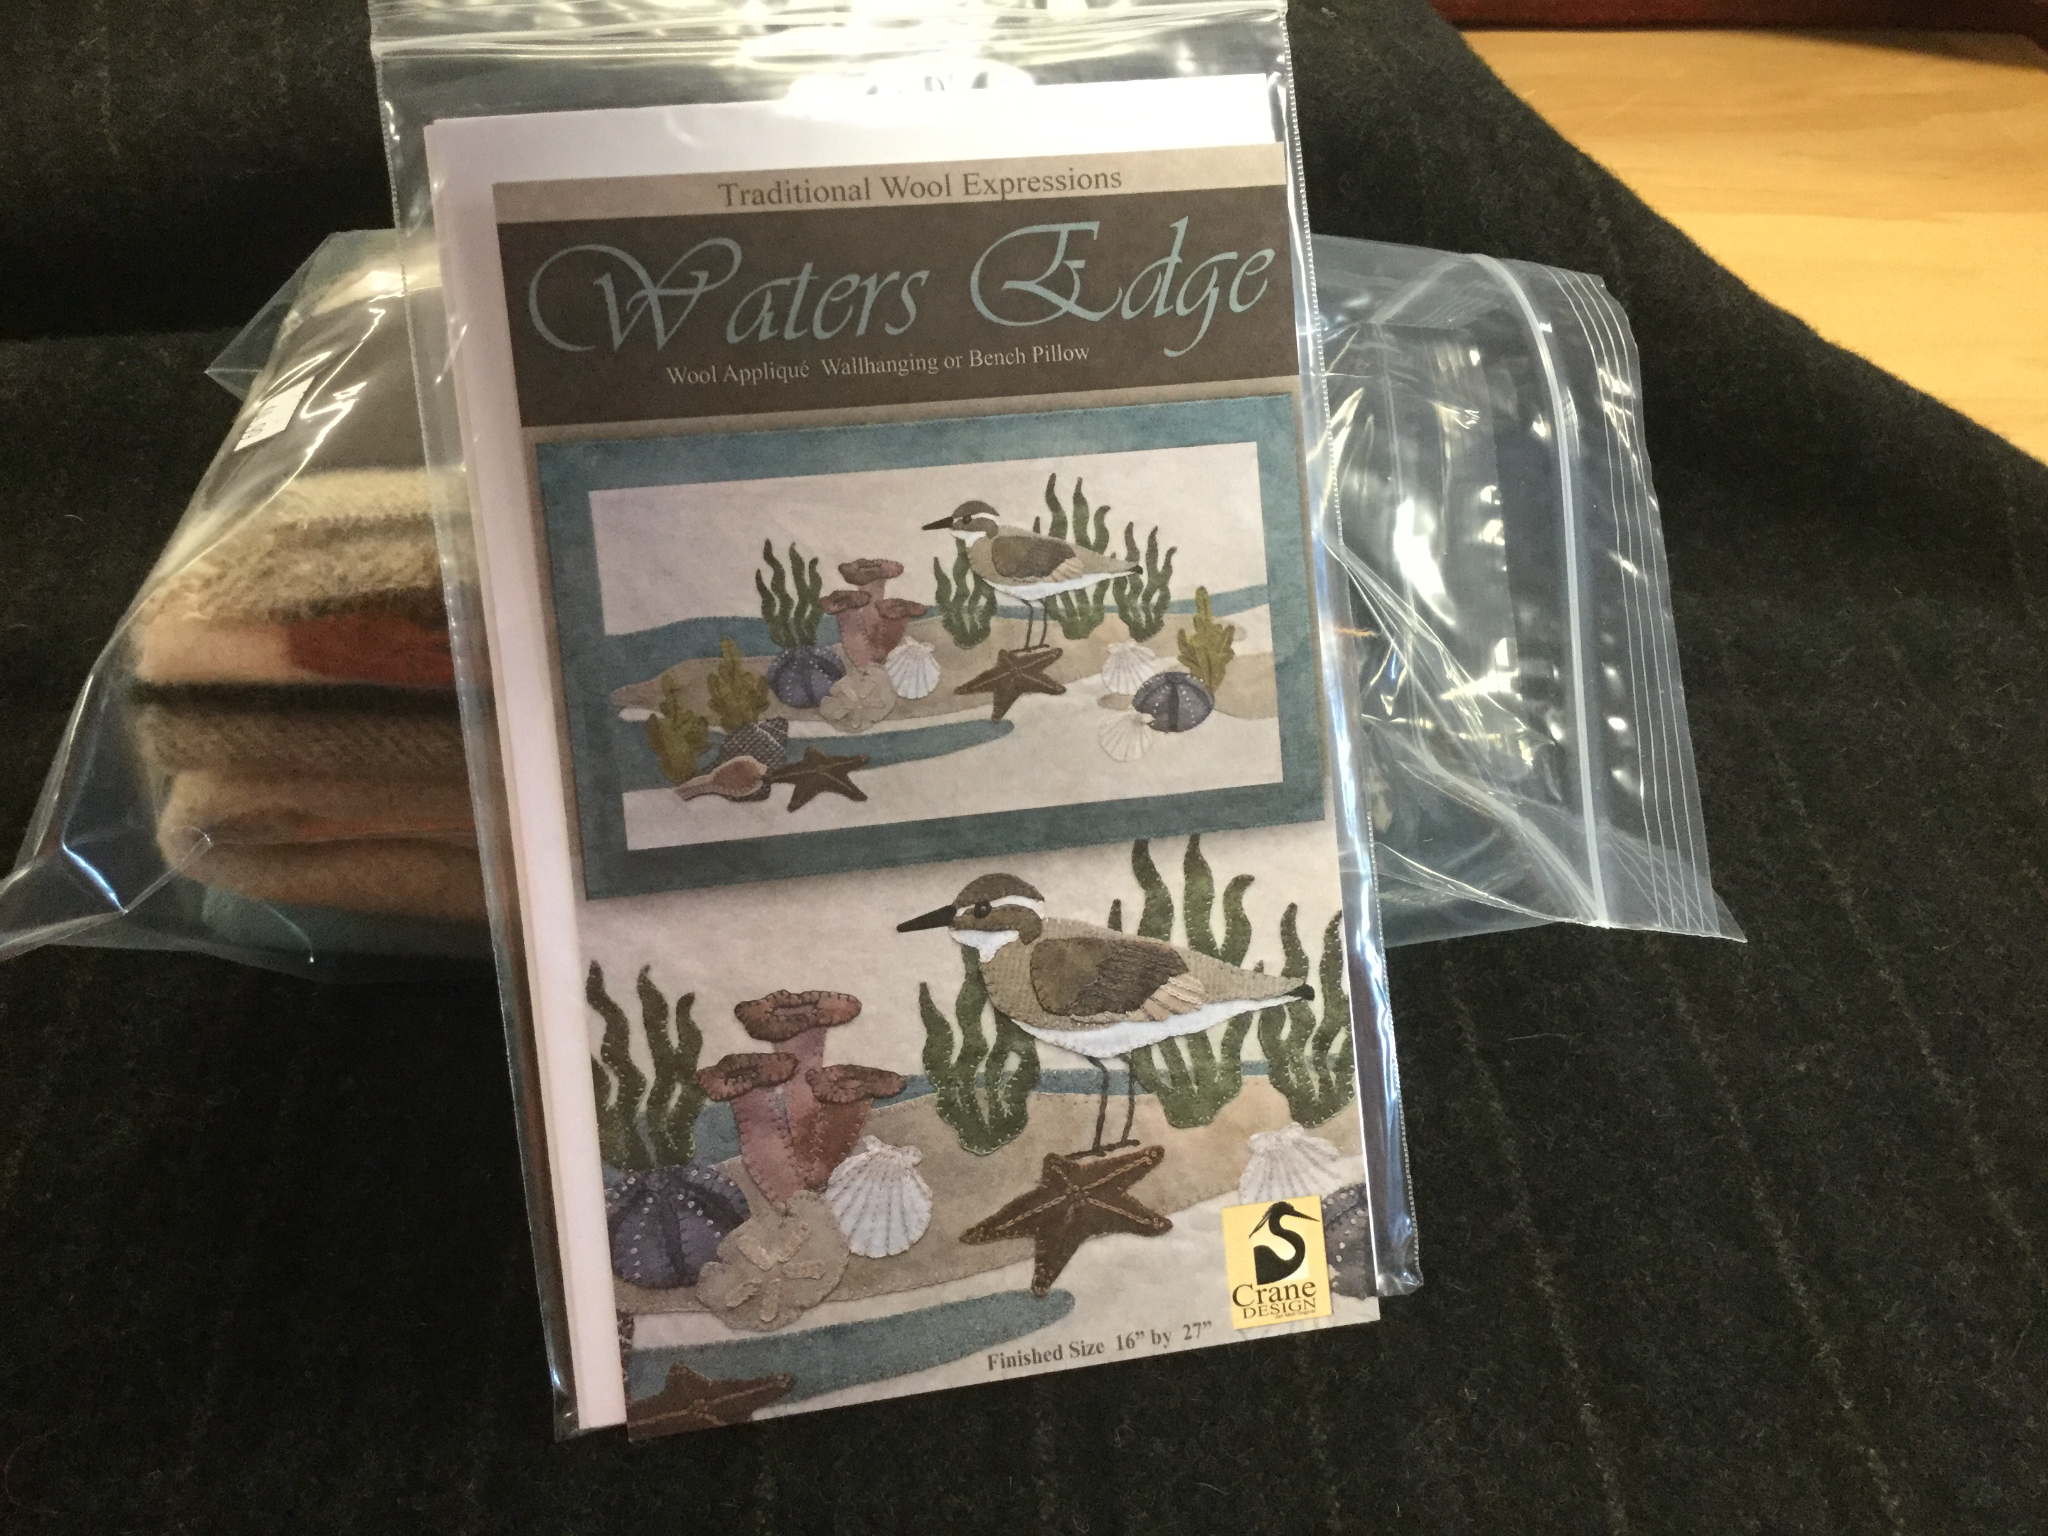 Traditional Wool Expressions
Waters Edge
Wool Appliqué Wallhanging or Bench Pillow
Crane
DESIGN
Finished Size 16” by 27”